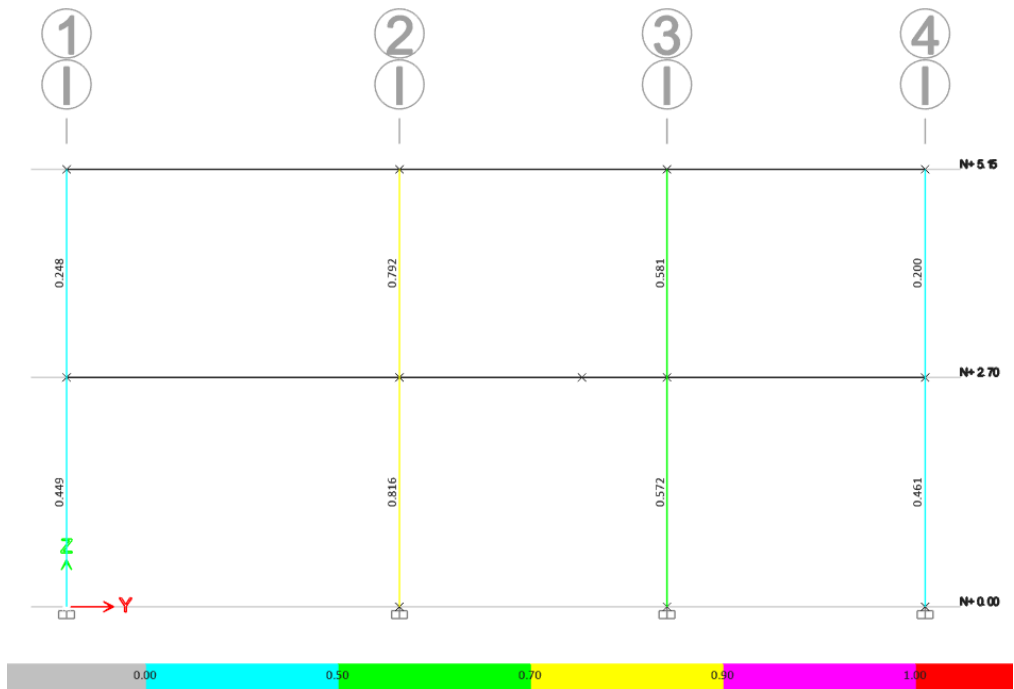 1 2 3 4
I I I I
N+ 5.15
0.248 0.792 0.581 0.200
N+ 2.70
0.449 0.816 0.572 0.461
Z
Y
N+ 0.00
0.00 0.50 0.70 0.90 1.00